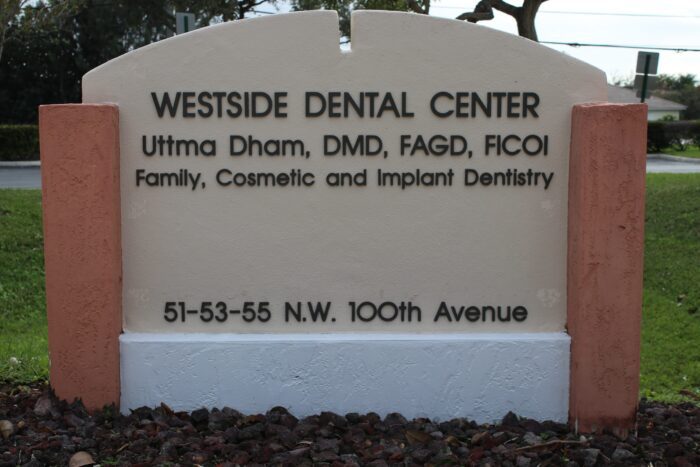 WESTSIDE DENTAL CENTER
Uttma Dham, DMD, FAGD, FICOI
Family, Cosmetic and Implant Dentistry
51-53-55 N.W. 100th Avenue